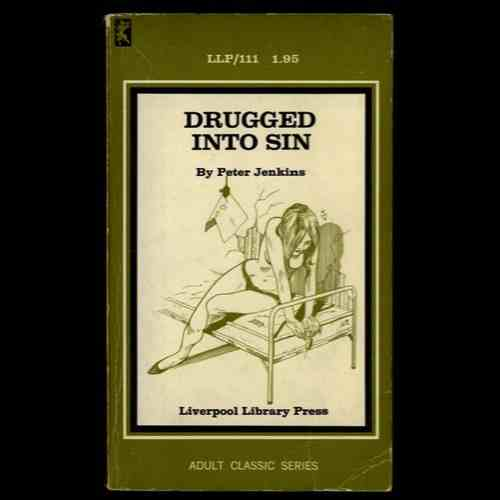 LLP/111 1.95
DRUGGED
INTO SIN
By Peter Jenkins
Liverpool Library Press
ADULT CLASSIC SERIES